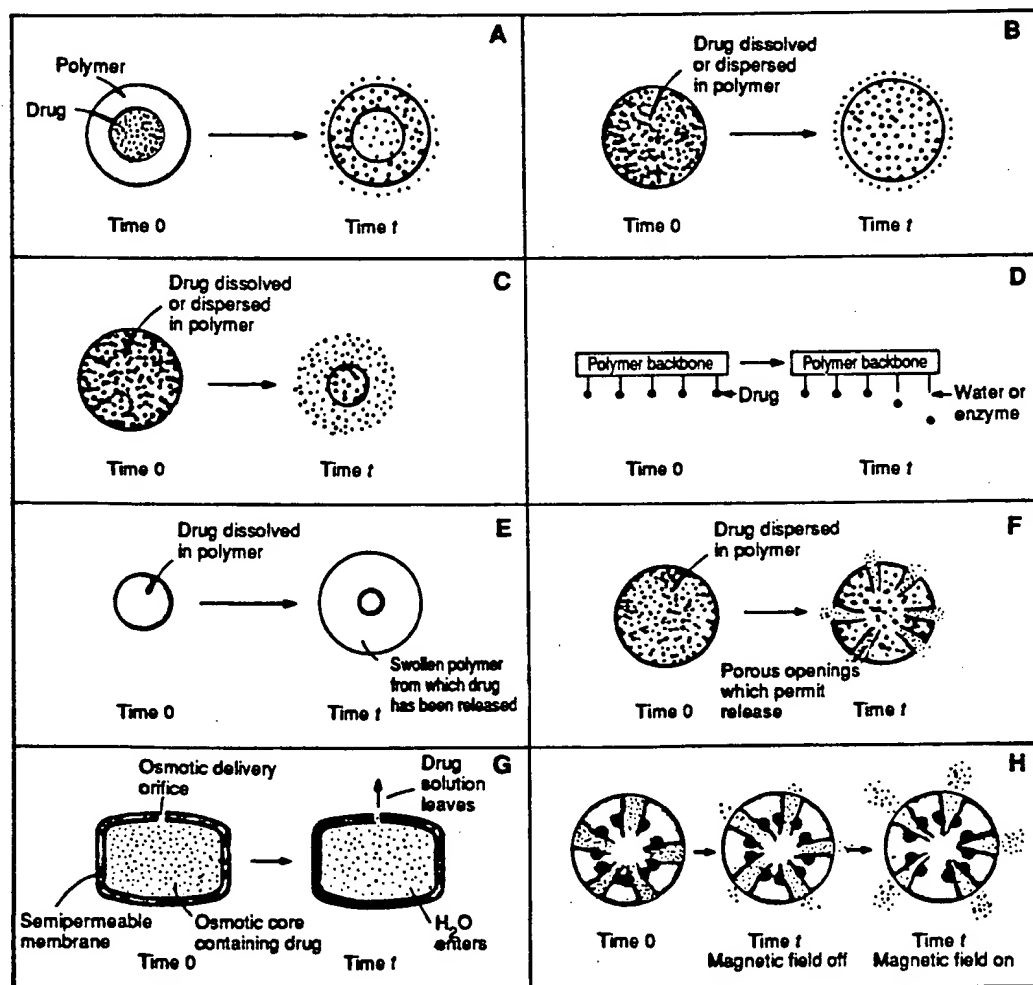 A
Polymer
Drug
Time 0
Time t
B
Drug dissolved
or dispersed
in polymer
Time 0
Time t
C
Drug dissolved
or dispersed
in polymer
Time 0
Time t
D
Polymer backbone
Polymer backbone
Drug
Water or
enzyme
Time 0
Time t
E
Drug dissolved
in polymer
Swollen polymer
from which drug
has been released
Time 0
Time t
F
Drug dispersed
in polymer
Porous openings
which permit
release
Time 0
Time t
G
Osmotic delivery
orifice
Drug
solution
leaves
Semipermeable
membrane
Osmotic core
containing drug
H2O
enters
Time 0
Time t
H
Time 0
Time t
Magnetic field off
Time t
Magnetic field on